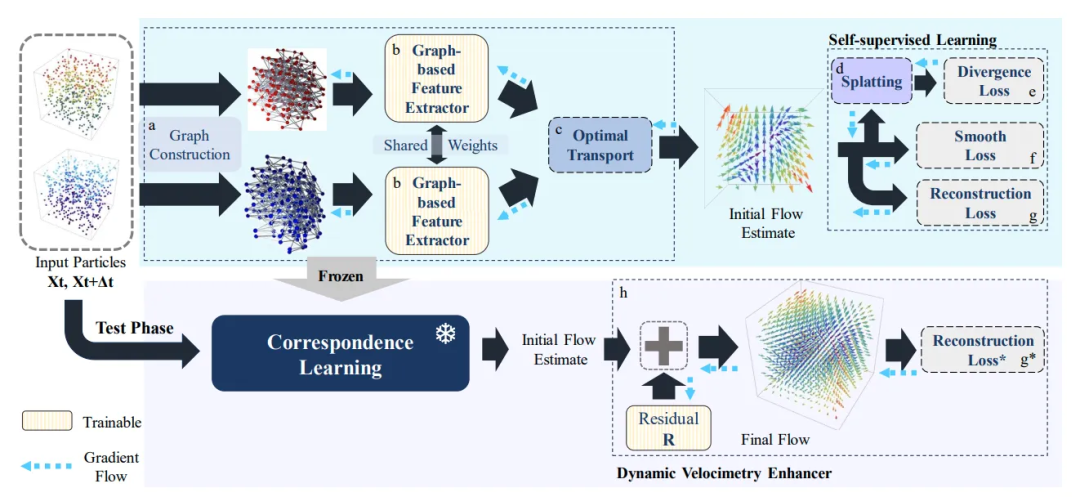 Self-supervised Learning
a
Graph
Construction
b
Graph-
based
Feature
Extractor
Shared Weights
b
Graph-
based
Feature
Extractor
c
Optimal
Transport
Initial Flow
Estimate
d
Splatting
Divergence
Loss
e
Smooth
Loss
f
Reconstruction
Loss
g
Input Particles
Xt, Xt+Δt
Frozen
Test Phase
Correspondence
Learning
Initial Flow
Estimate
h
Residual
R
Final Flow
Reconstruction
Loss*
g*
Trainable
Gradient
Flow
Dynamic Velocimetry Enhancer